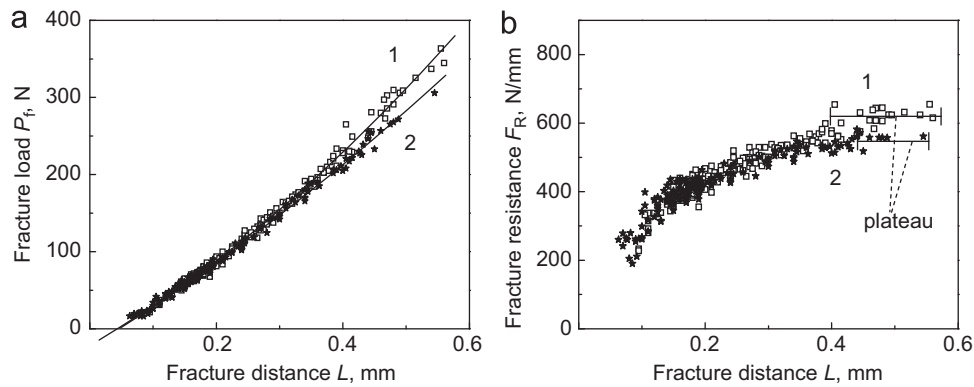 a
400
300
200
100
0
Fracture load Pf, N
1
2
0.2
0.4
0.6
Fracture distance L, mm
b
800
600
400
200
0
Fracture resistance FR, N/mm
1
2
plateau
0.2
0.4
0.6
Fracture distance L, mm